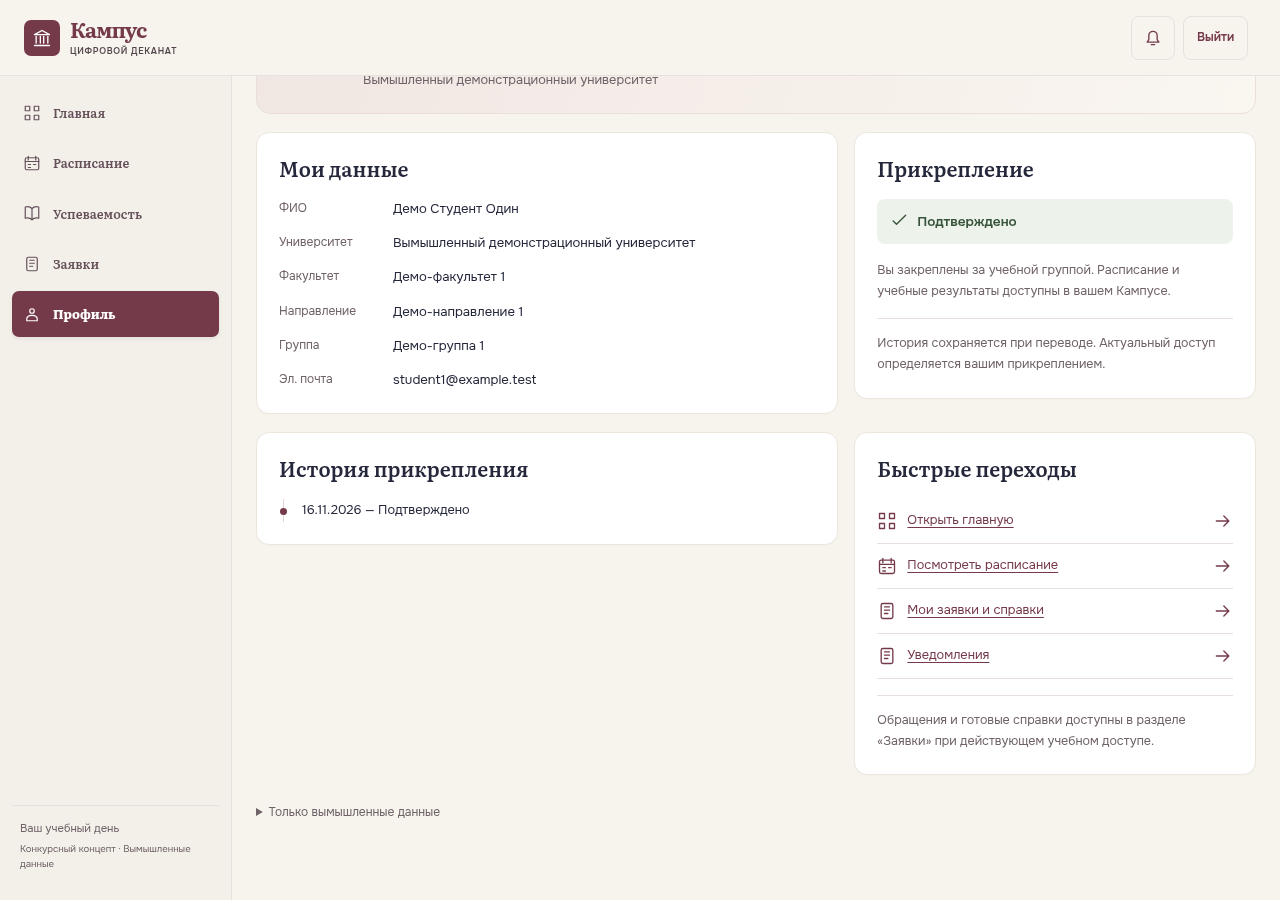 Кампус
ЦИФРОВОЙ ДЕКАНАТ
Выйти
Главная
Расписание
Успеваемость
Заявки
Профиль
Ваш учебный день
Конкурсный концепт · Вымышленные
данные
Вымышленный демонстрационный университет
Мои данные
ФИО Демо Студент Один
Университет Вымышленный демонстрационный университет
Факультет Демо-факультет 1
Направление Демо-направление 1
Группа Демо-группа 1
Эл. почта student1@example.test
Прикрепление
Подтверждено
Вы закреплены за учебной группой. Расписание и
учебные результаты доступны в вашем Кампусе.
История сохраняется при переводе. Актуальный доступ
определяется вашим прикреплением.
История прикрепления
16.11.2026 — Подтверждено
Быстрые переходы
Открыть главную
Посмотреть расписание
Мои заявки и справки
Уведомления
Обращения и готовые справки доступны в разделе
«Заявки» при действующем учебном доступе.
Только вымышленные данные